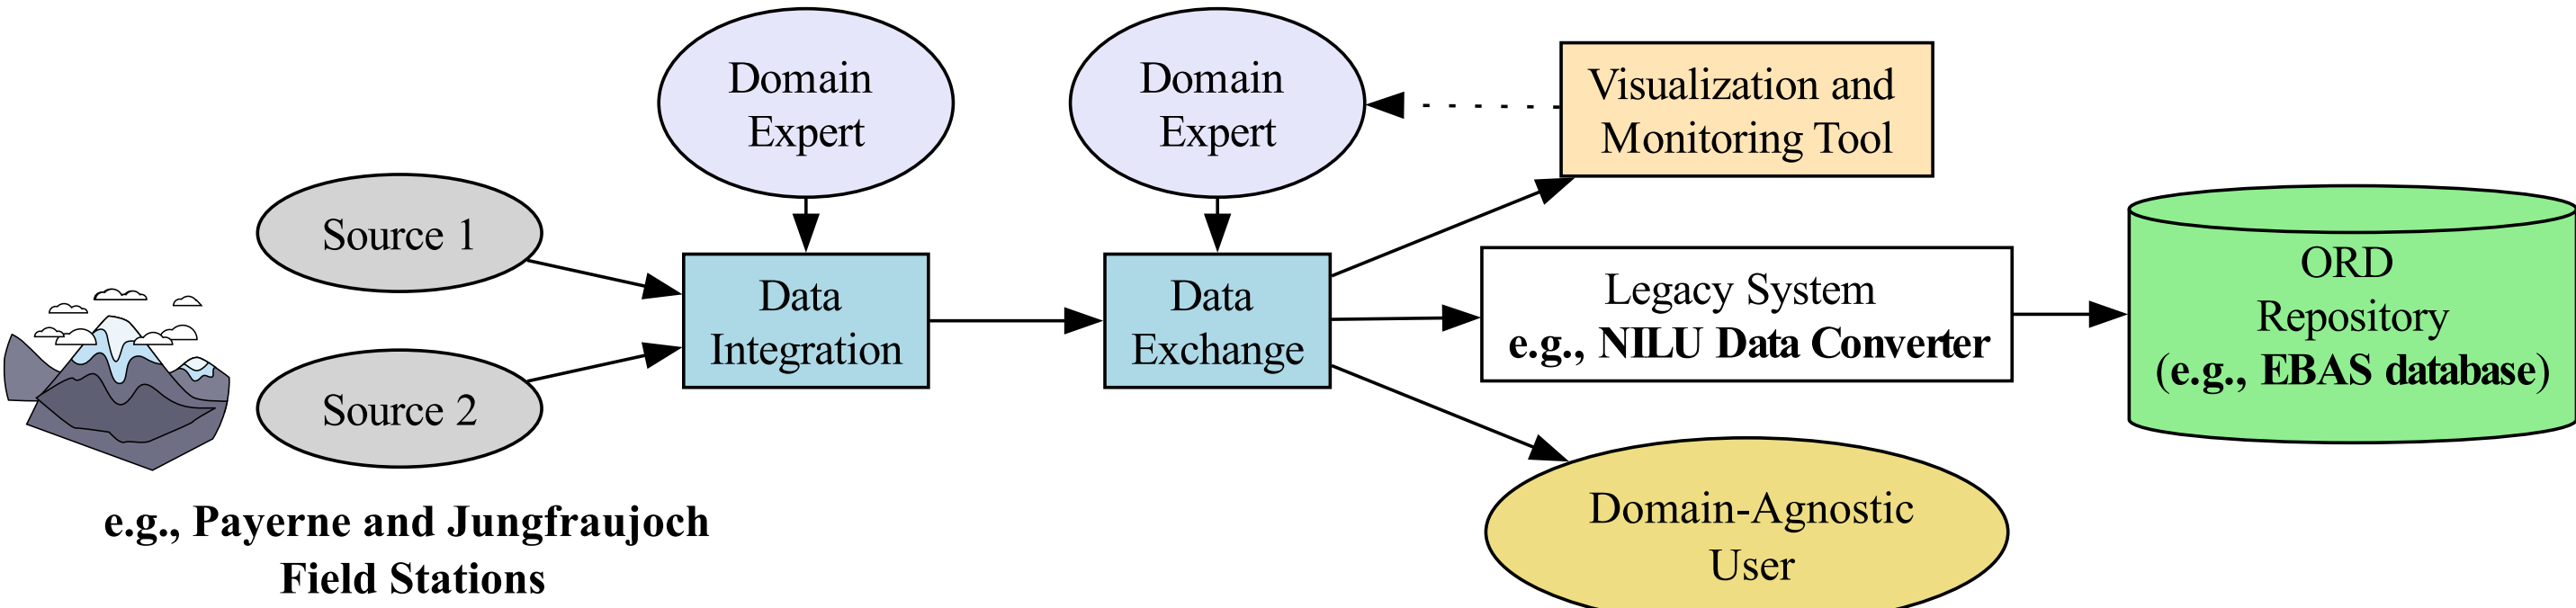 Source 1
Source 2
e.g., Payerne and Jungfraujoch
Field Stations
Domain
Expert
Data
Integration
Domain
Expert
Data
Exchange
Visualization and
Monitoring Tool
Legacy System
e.g., NILU Data Converter
Domain-Agnostic
User
ORD
Repository
(e.g., EBAS database)